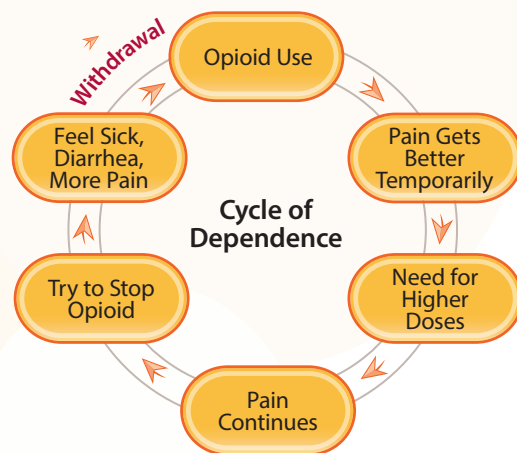 Withdrawal
Opioid Use
Pain Gets
Better
Temporarily
Need for
Higher
Doses
Pain
Continues
Try to Stop
Opioid
Feel Sick,
Diarrhea,
More Pain
Cycle of
Dependence